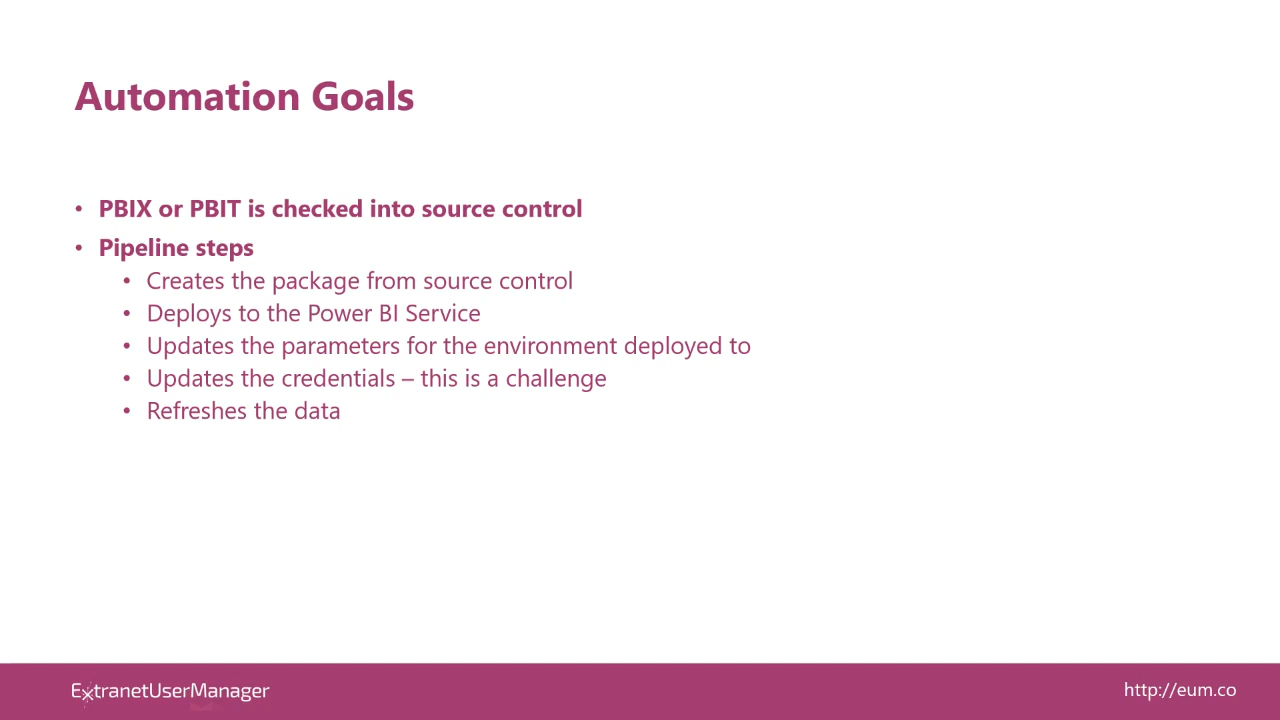 Automation Goals
• PBIX or PBIT is checked into source control
• Pipeline steps
• Creates the package from source control
• Deploys to the Power BI Service
• Updates the parameters for the environment deployed to
• Updates the credentials – this is a challenge
• Refreshes the data
ExtranetUserManager
http://eum.co